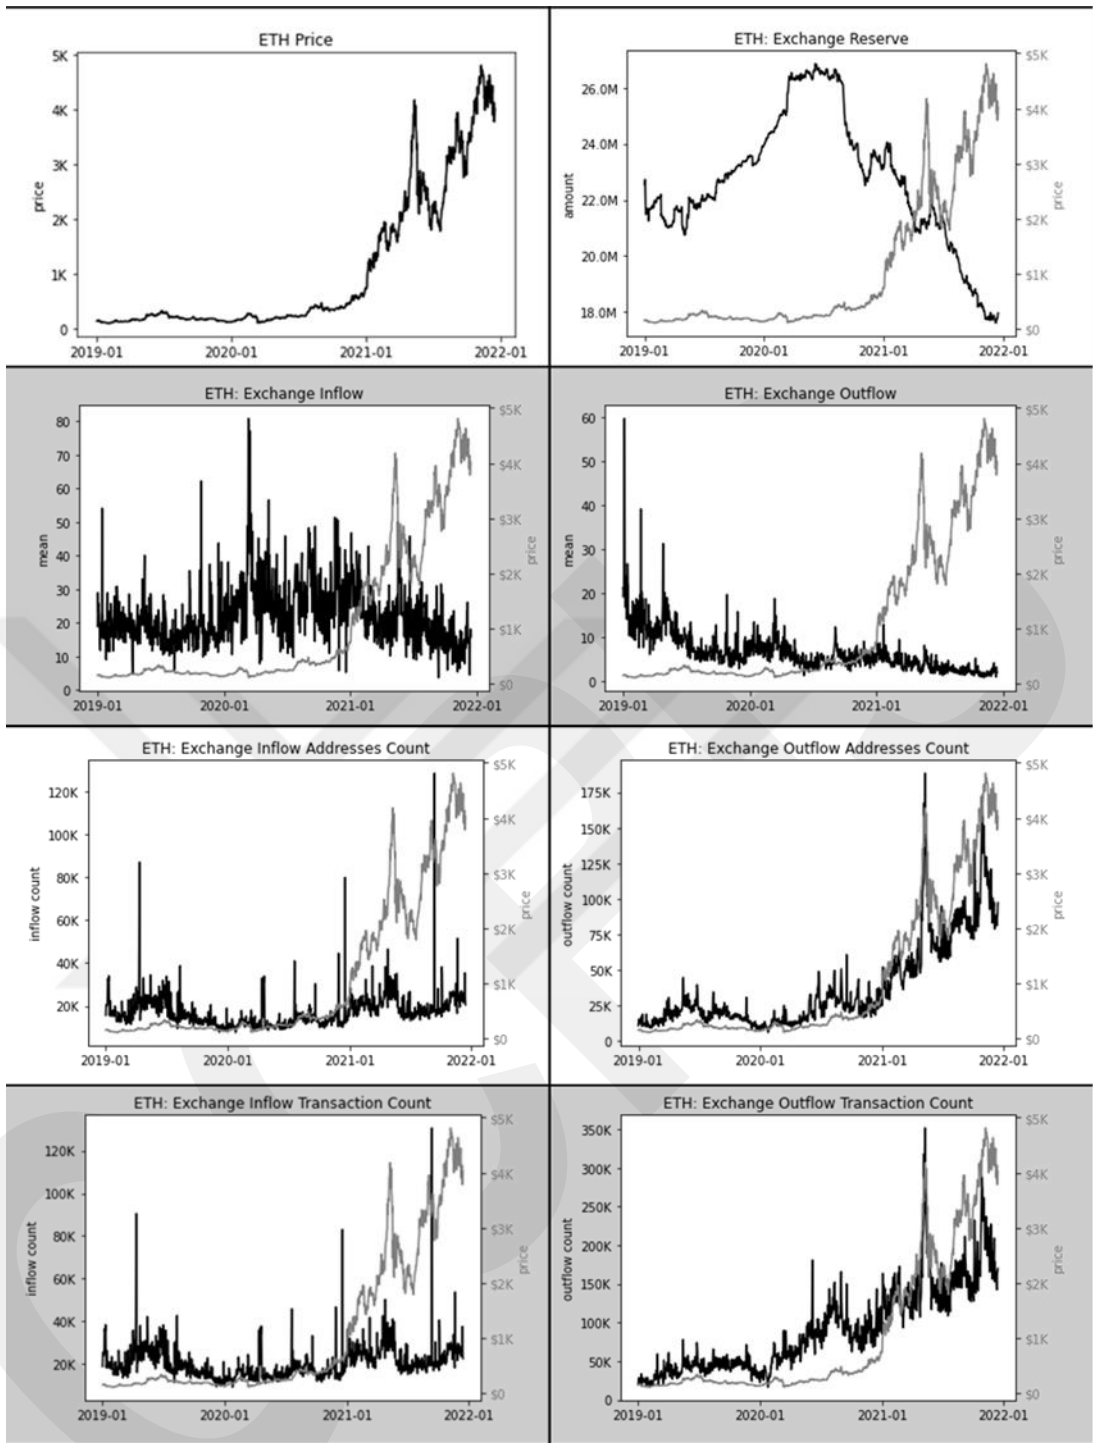 ETH Price
5K
4K
3K
2K
1K
0
price
2019-01 2020-01 2021-01 2022-01
ETH: Exchange Reserve
26.0M
24.0M
22.0M
20.0M
18.0M
amount
$5K
$4K
$3K
$2K
$1K
$0
price
2019-01 2020-01 2021-01 2022-01
ETH: Exchange Inflow
80
70
60
50
40
30
20
10
0
mean
$5K
$4K
$3K
$2K
$1K
$0
price
2019-01 2020-01 2021-01 2022-01
ETH: Exchange Outflow
60
50
40
30
20
10
0
mean
$5K
$4K
$3K
$2K
$1K
$0
price
2019-01 2020-01 2021-01 2022-01
ETH: Exchange Inflow Addresses Count
120K
100K
80K
60K
40K
20K
inflow count
$5K
$4K
$3K
$2K
$1K
$0
price
2019-01 2020-01 2021-01 2022-01
ETH: Exchange Outflow Addresses Count
175K
150K
125K
100K
75K
50K
25K
0
outflow count
$5K
$4K
$3K
$2K
$1K
$0
price
2019-01 2020-01 2021-01 2022-01
ETH: Exchange Inflow Transaction Count
120K
100K
80K
60K
40K
20K
inflow count
$5K
$4K
$3K
$2K
$1K
$0
price
2019-01 2020-01 2021-01 2022-01
ETH: Exchange Outflow Transaction Count
350K
300K
250K
200K
150K
100K
50K
0
outflow count
$5K
$4K
$3K
$2K
$1K
$0
price
2019-01 2020-01 2021-01 2022-01